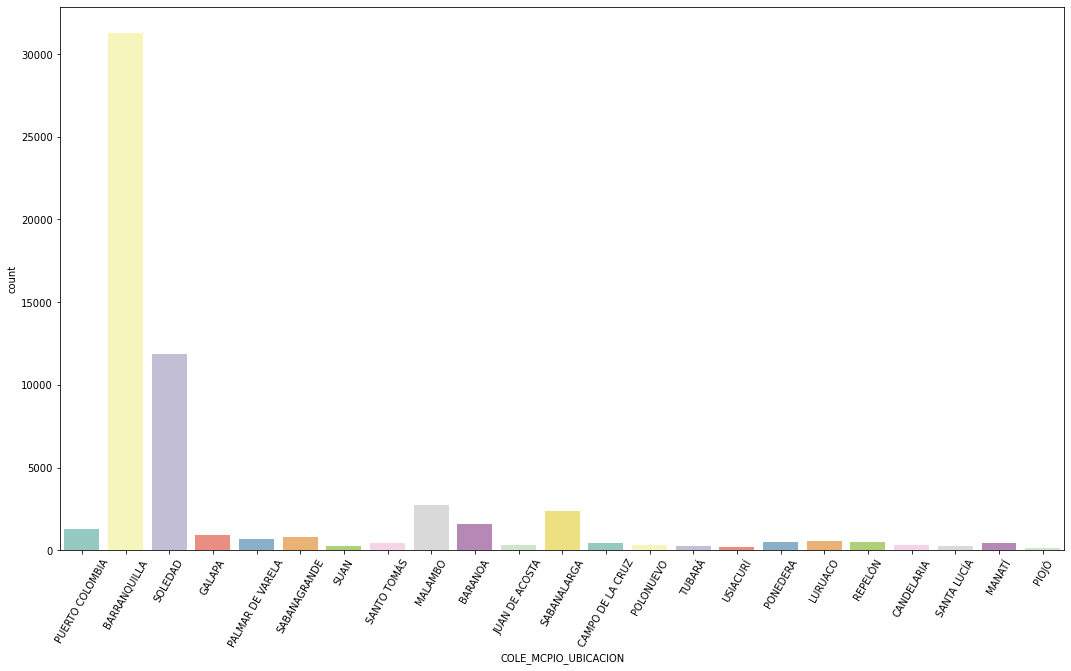 30000
25000
20000
15000
10000
5000
0
count
PUERTO COLOMBIA
BARRANQUILLA
SOLEDAD
GALAPA
PALMAR DE VARELA
SABANAGRANDE
SUAN
SANTO TOMÁS
MALAMBO
BARANOA
JUAN DE ACOSTA
SABANALARGA
CAMPO DE LA CRUZ
POLONUEVO
TUBARÁ
USIACURÍ
PONEDERA
LURUACO
REPELÓN
CANDELARIA
SANTA LUCÍA
MANATÍ
PIOJÓ
COLE_MCPIO_UBICACION